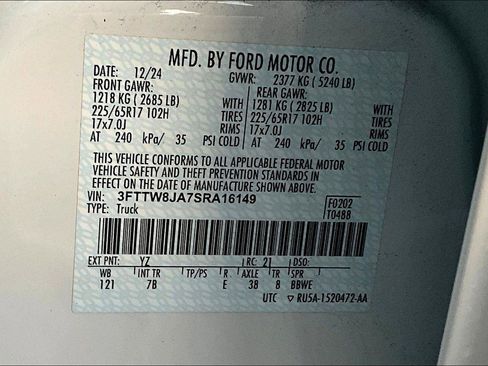 MFD. BY FORD MOTOR CO.
DATE: 12/24 GVWR: 2377 KG ( 5240 LB)
FRONT GAWR: REAR GAWR:
1218 KG ( 2685 LB) WITH 1281 KG ( 2825 LB) WITH
225/65R17 102H TIRES 225/65R17 102H TIRES
17x7.0J RIMS 17x7.0J RIMS
AT 240 kPa/ 35 PSI COLD AT 240 kPa/ 35 PSI COLD
THIS VEHICLE CONFORMS TO ALL APPLICABLE FEDERAL MOTOR
VEHICLE SAFETY AND THEFT PREVENTION STANDARDS IN
EFFECT ON THE DATE OF MANUFACTURE SHOWN ABOVE.
VIN: 3FTTW8JA7SRA16149 F0202
TYPE: Truck T0488
EXT PNT: YZ RC: 21 DSO:
WB INT TR TP/PS R AXLE TR SPR
121 7B E 38 8 BBWE
UTC RU5A-1520472-AA